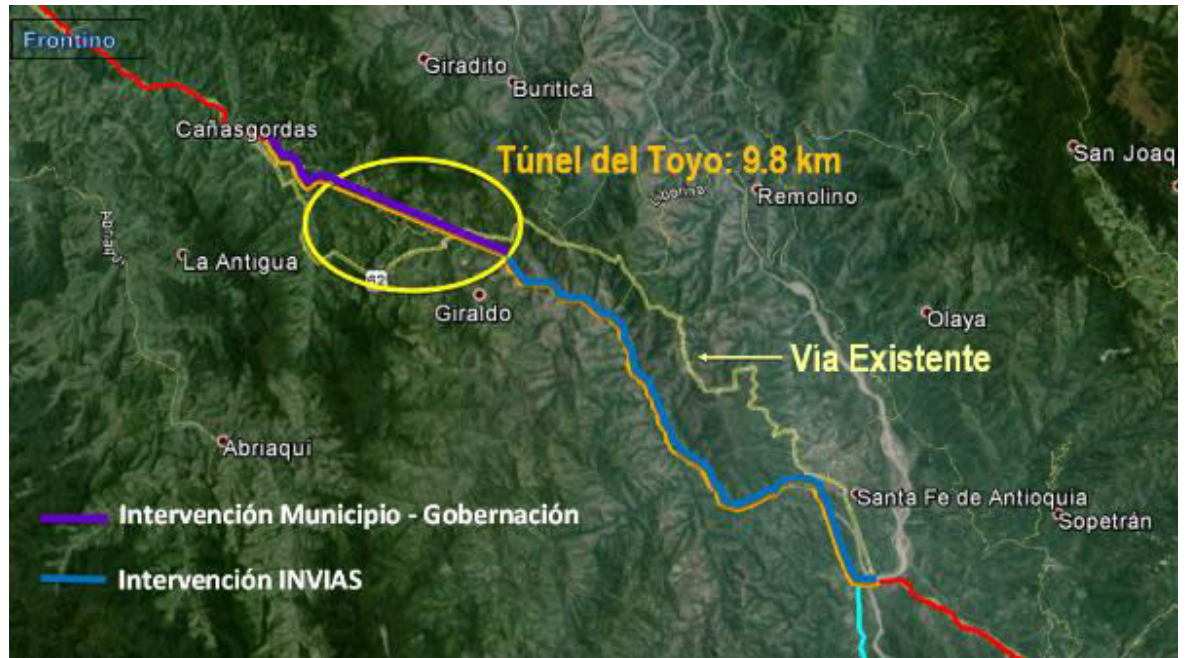 Frontino
Giradito
Buriticá
Cañasgordas
Túnel del Toyo: 9.8 km
San Joaq
Remolino
La Antigua
62
Giraldo
Olaya
Vía Existente
Abriaquí
Santa Fe de Antioquia
Sopetrán
Intervención Municipio - Gobernación
Intervención INVIAS